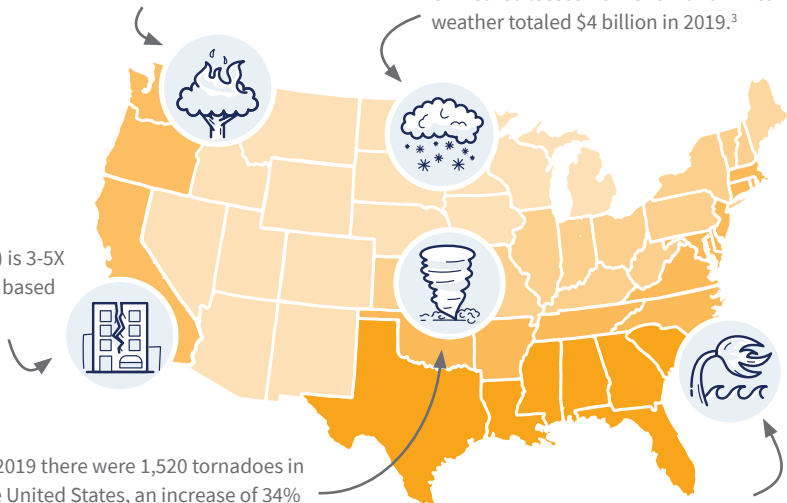 weather totaled $4 billion in 2019.³
) is 3-5X
based
2019 there were 1,520 tornadoes in
United States, an increase of 34%